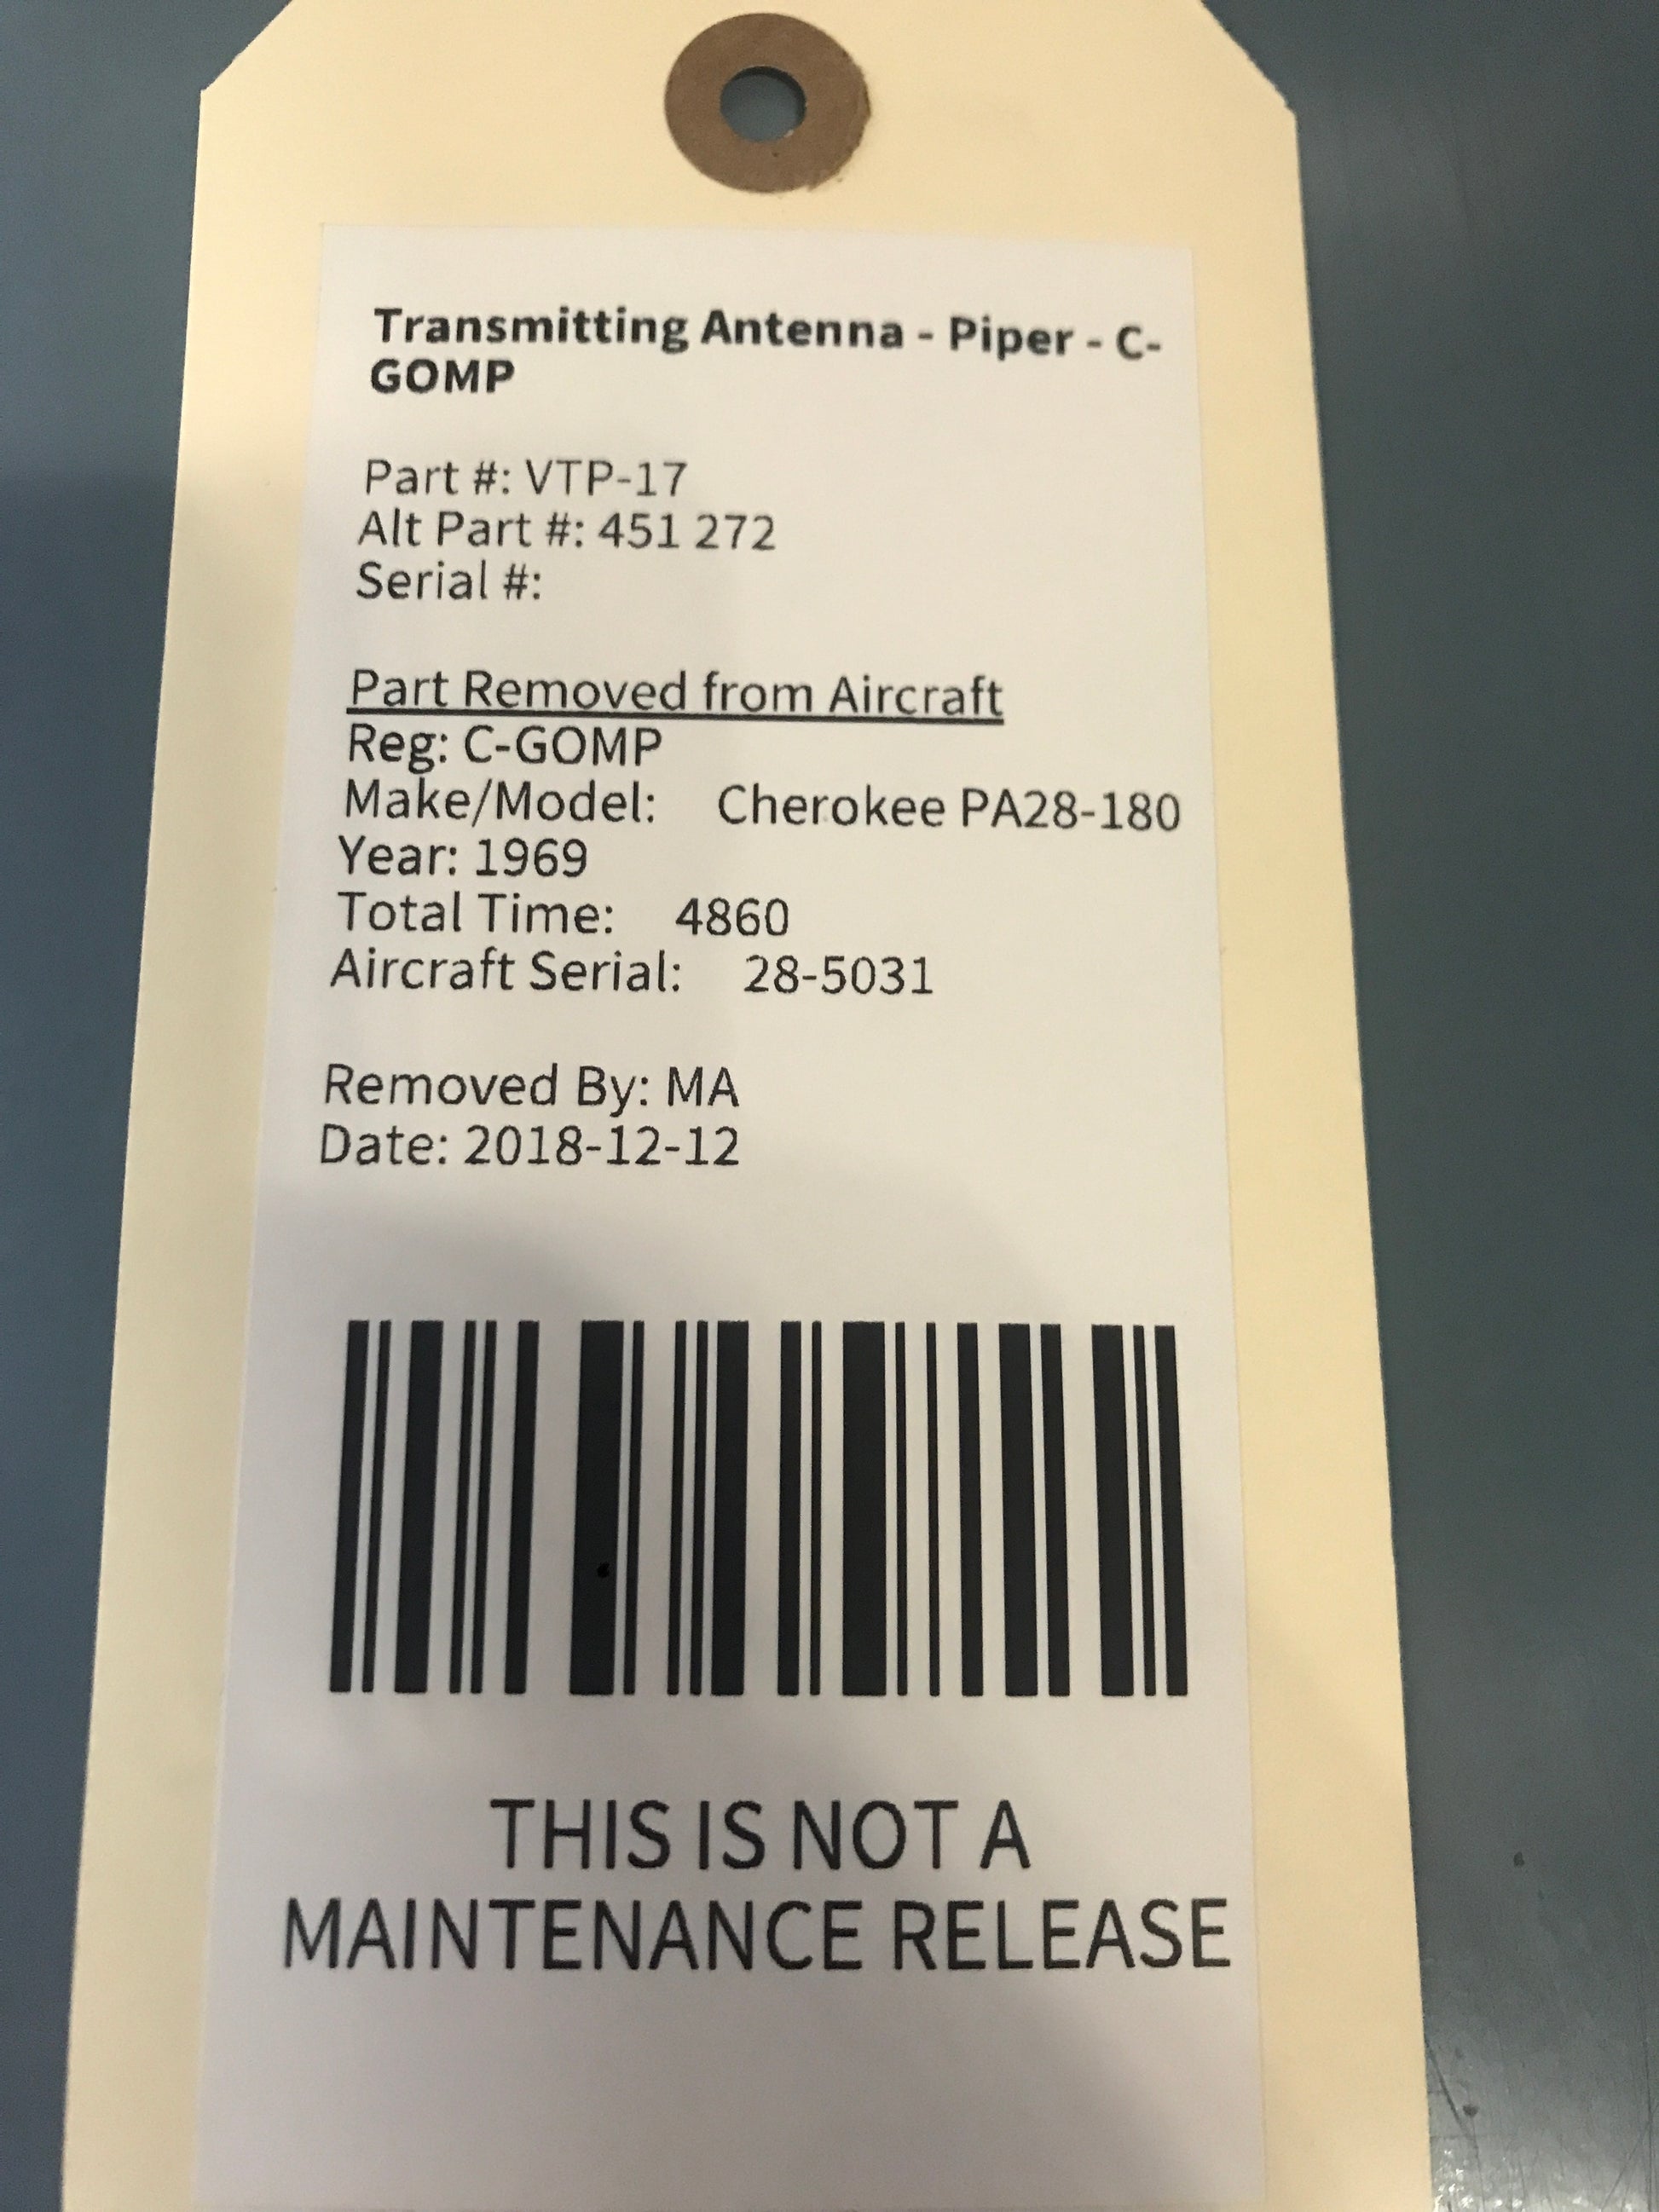 Transmitting Antenna - Piper - C-
GOMP
Part #: VTP-17
Alt Part #: 451 272
Serial #:
Part Removed from Aircraft
Reg: C-GOMP
Make/Model: Cherokee PA28-180
Year: 1969
Total Time: 4860
Aircraft Serial: 28-5031
Removed By: MA
Date: 2018-12-12
THIS IS NOT A
MAINTENANCE RELEASE